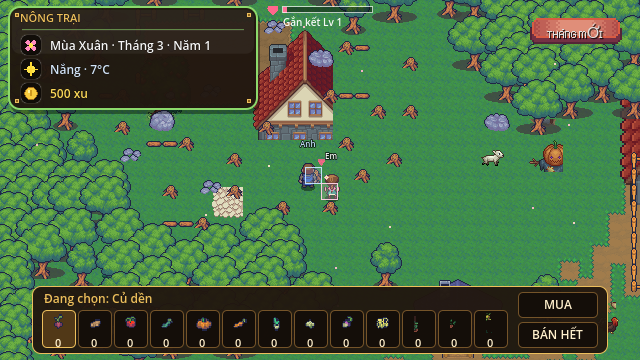 NÔNG TRẠI
Mùa Xuân · Tháng 3 · Năm 1
Nắng · 7°C
500 xu
Gắn kết Lv 1
THÁNG MỚI
Anh
Em
Đang chọn: Củ dền
0 0 0 0 0 0 0 0 0 0 0 0 0
MUA
BÁN HẾT